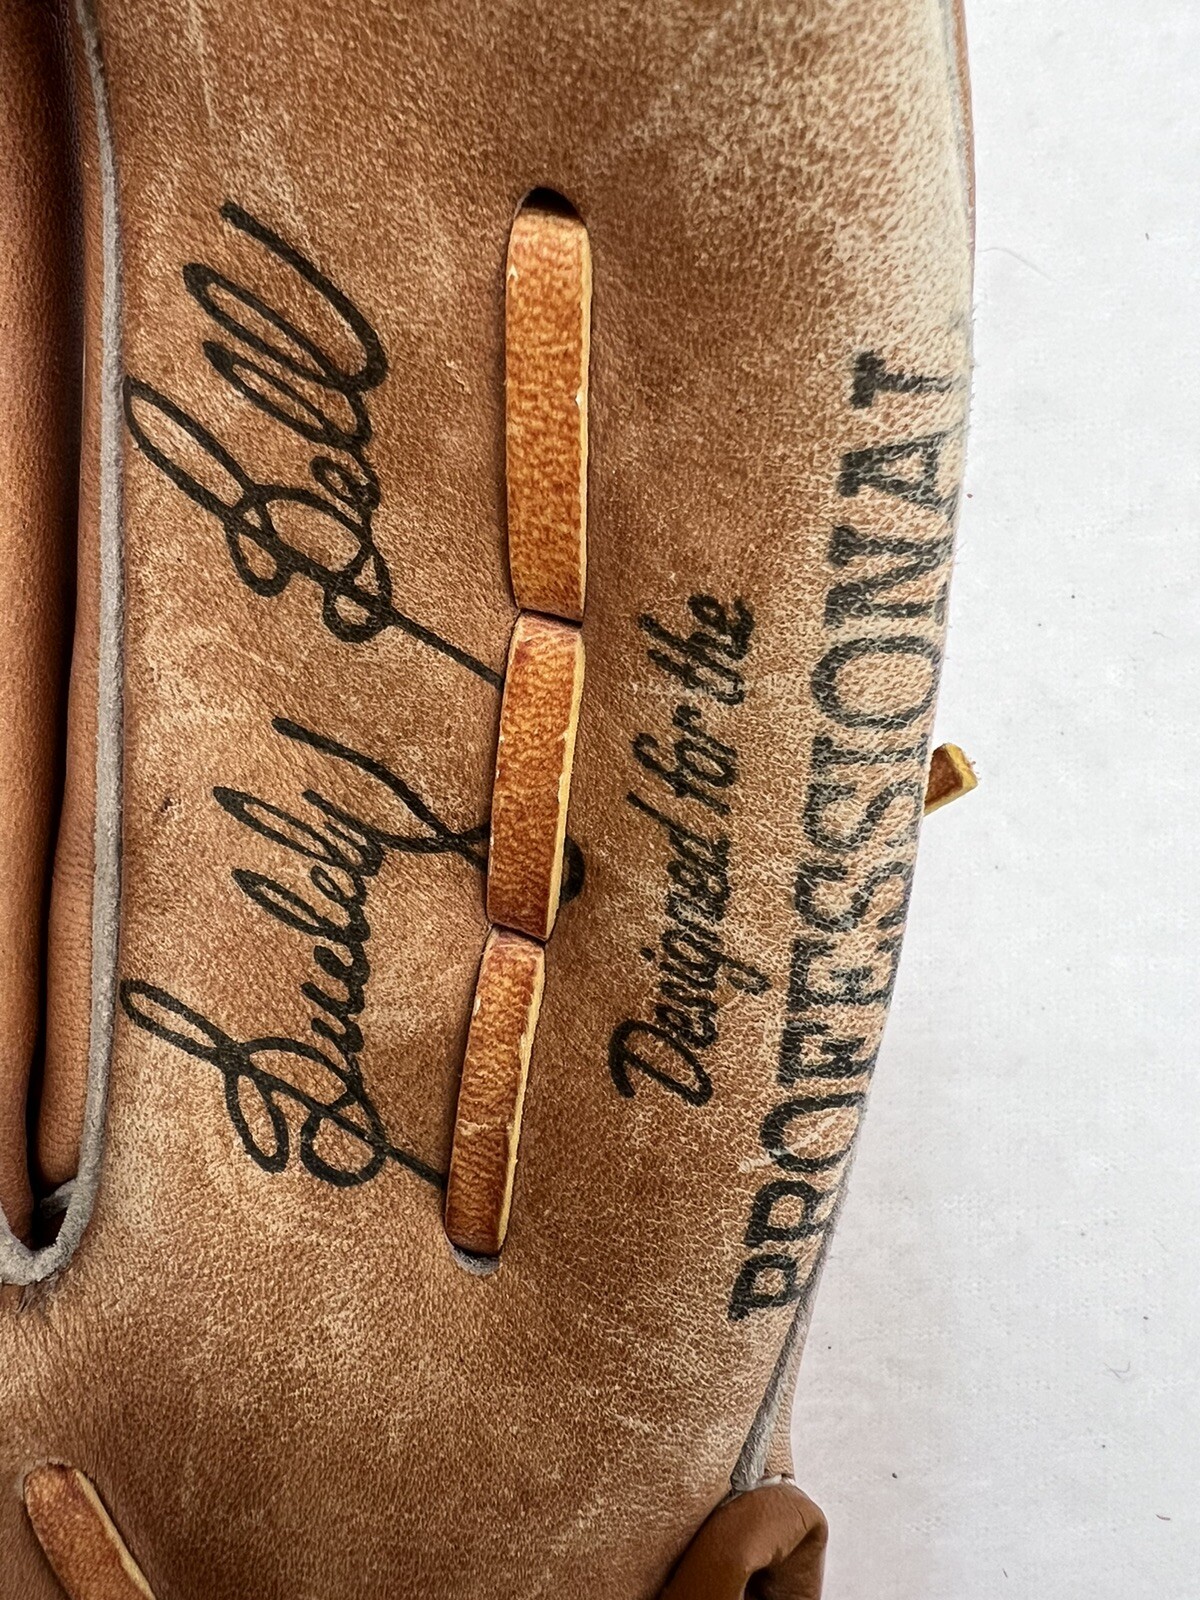 Buddy Bell
Designed for the
PROFESSIONAL